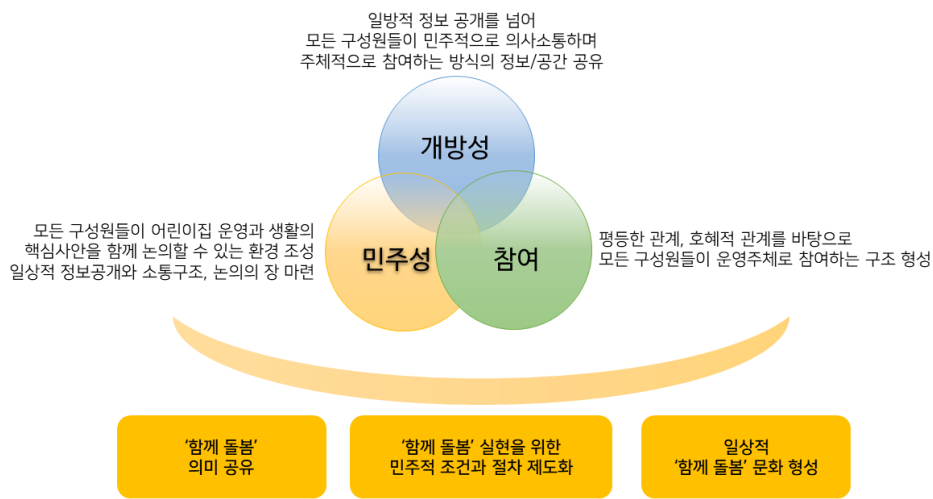 일방적 정보 공개를 넘어
모든 구성원들이 민주적으로 의사소통하며
주체적으로 참여하는 방식의 정보/공간 공유
개방성
모든 구성원들이 어린이집 운영과 생활의
핵심사안을 함께 논의할 수 있는 환경 조성
일상적 정보공개와 소통구조, 논의의 장 마련
민주성
참여
평등한 관계, 호혜적 관계를 바탕으로
모든 구성원들이 운영주체로 참여하는 구조 형성
‘함께 돌봄’
의미 공유
‘함께 돌봄’ 실현을 위한
민주적 조건과 절차 제도화
일상적
‘함께 돌봄’ 문화 형성